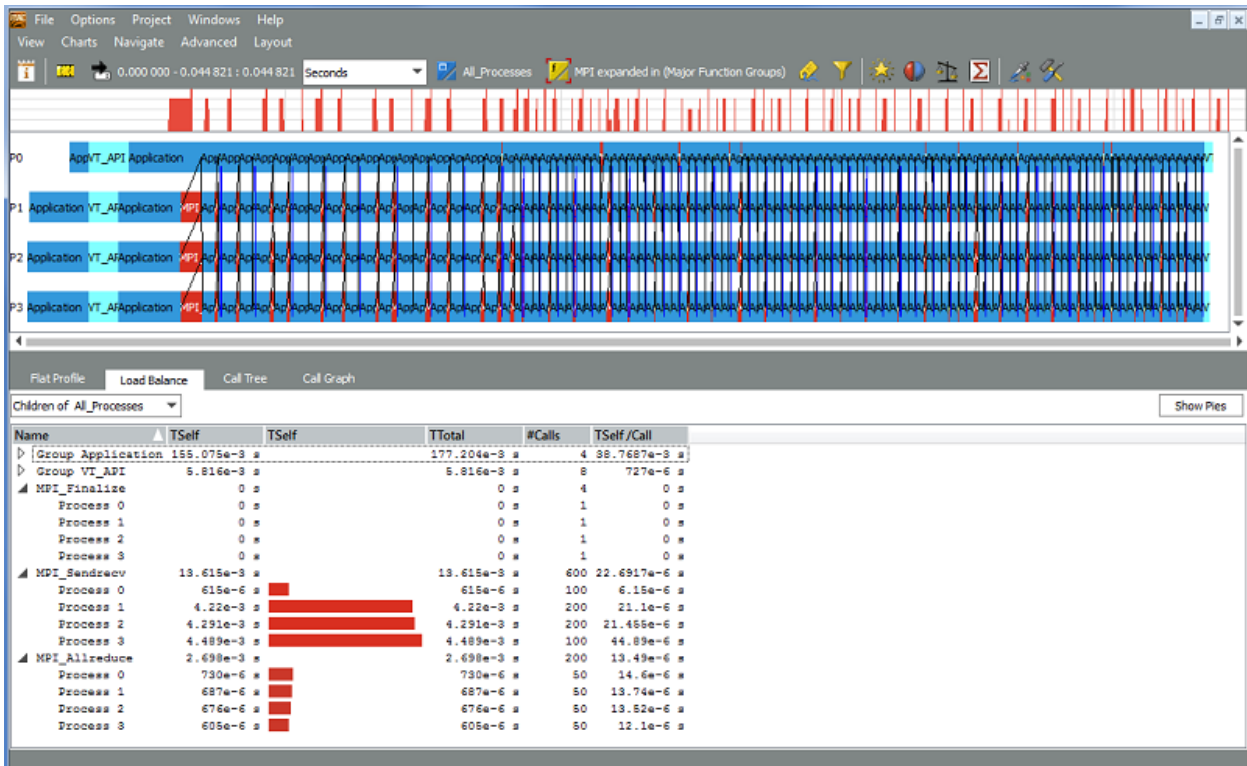 File Options Project Windows Help
View Charts Navigate Advanced Layout
0.000 000 - 0.044 821 : 0.044 821 Seconds All_Processes MPI expanded in (Major Function Groups)
P0 App VT_API Application
P1 Application VT_AF Application MPI
P2 Application VT_AF Application MPI
P3 Application VT_AF Application MPI
Flat Profile Load Balance Call Tree Call Graph
Children of All_Processes Show Pies
Name TSelf TSelf TTotal #Calls TSelf /Call
Group Application 155.075e-3 s 177.204e-3 s 4 38.7687e-3 s
Group VT_API 5.816e-3 s 5.816e-3 s 8 727e-6 s
MPI_Finalize 0 s 0 s 4 0 s
Process 0 0 s 0 s 1 0 s
Process 1 0 s 0 s 1 0 s
Process 2 0 s 0 s 1 0 s
Process 3 0 s 0 s 1 0 s
MPI_Sendrecv 13.615e-3 s 13.615e-3 s 600 22.6917e-6 s
Process 0 615e-6 s 615e-6 s 100 6.15e-6 s
Process 1 4.22e-3 s 4.22e-3 s 200 21.1e-6 s
Process 2 4.291e-3 s 4.291e-3 s 200 21.455e-6 s
Process 3 4.489e-3 s 4.489e-3 s 100 44.89e-6 s
MPI_Allreduce 2.698e-3 s 2.698e-3 s 200 13.49e-6 s
Process 0 730e-6 s 730e-6 s 50 14.6e-6 s
Process 1 687e-6 s 687e-6 s 50 13.74e-6 s
Process 2 676e-6 s 676e-6 s 50 13.52e-6 s
Process 3 605e-6 s 605e-6 s 50 12.1e-6 s